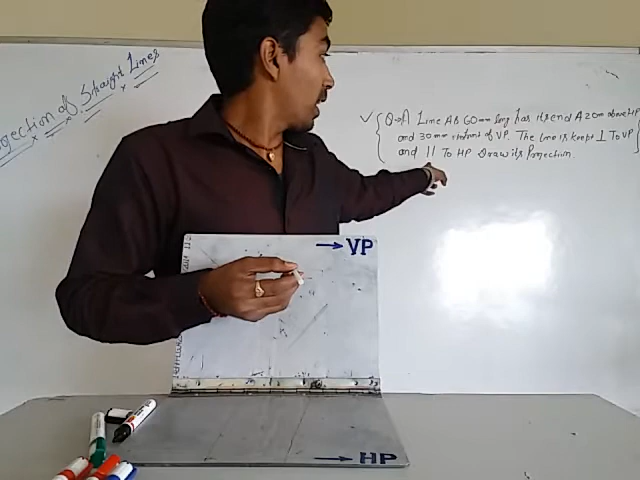 Projection of Straight Lines
Q-1 Line AB 60mm long has its end A 2cm above HP
and 30mm infront of VP. The line is kept ⊥ To VP
and || To HP Draw its Projection.
→ VP
→ HP